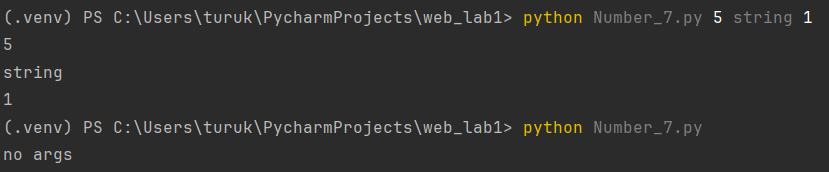 (.venv) PS C:\Users\turuk\PycharmProjects\web_lab1> python Number_7.py 5 string 1
5
string
1
(.venv) PS C:\Users\turuk\PycharmProjects\web_lab1> python Number_7.py
no args